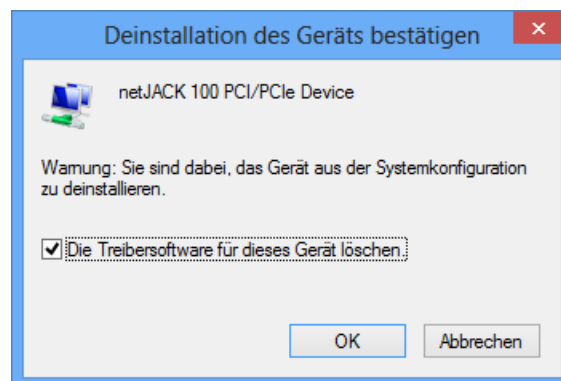 Deinstallation des Geräts bestätigen
netJACK 100 PCI/PCIe Device
Warnung: Sie sind dabei, das Gerät aus der Systemkonfiguration
zu deinstallieren.
Die Treibersoftware für dieses Gerät löschen.
OK
Abbrechen